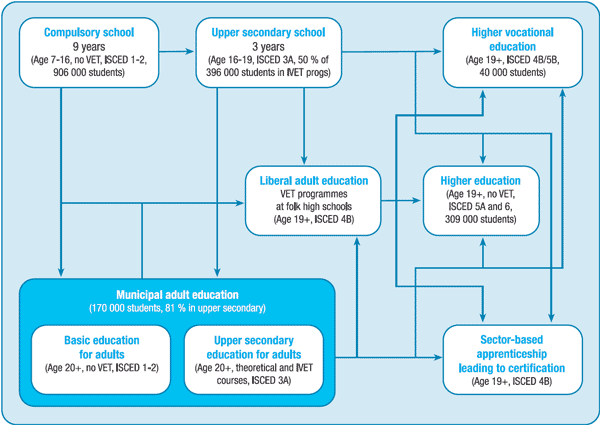 Compulsory school
9 years
(Age 7-16, no VET, ISCED 1-2,
906 000 students)
Upper secondary school
3 years
(Age 16-19, ISCED 3A, 50 % of
396 000 students in IVET progs)
Higher vocational
education
(Age 19+, ISCED 4B/5B,
40 000 students)
Liberal adult education
VET programmes
at folk high schools
(Age 19+, ISCED 4B)
Higher education
(Age 19+, no VET,
ISCED 5A and 6,
309 000 students)
Municipal adult education
(170 000 students, 81 % in upper secondary)
Basic education
for adults
(Age 20+, no VET, ISCED 1-2)
Upper secondary
education for adults
(Age 20+, theoretical and IVET
courses, ISCED 3A)
Sector-based
apprenticeship
leading to certification
(Age 19+, ISCED 4B)